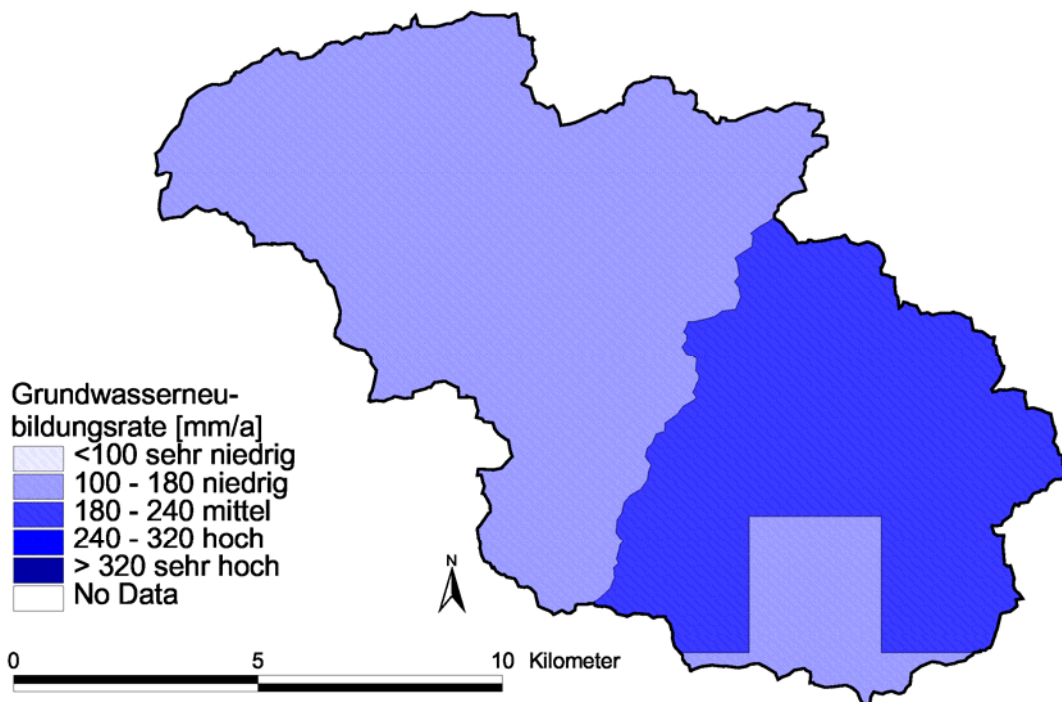 Grundwasserneu-
bildungsrate [mm/a]
<100 sehr niedrig
100 - 180 niedrig
180 - 240 mittel
240 - 320 hoch
> 320 sehr hoch
No Data
N
0 5 10 Kilometer